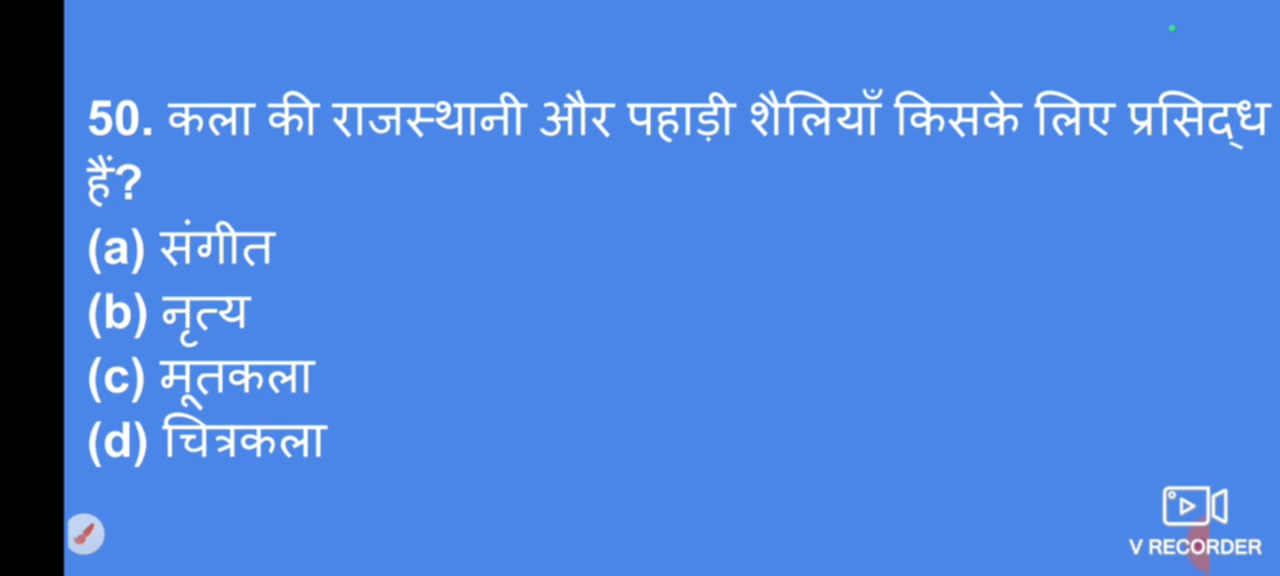 50. कला की राजस्थानी और पहाड़ी शैलियाँ किसके लिए प्रसिद्ध
हैं?
(a) संगीत
(b) नृत्य
(c) मूतकला
(d) चित्रकला
V RECORDER